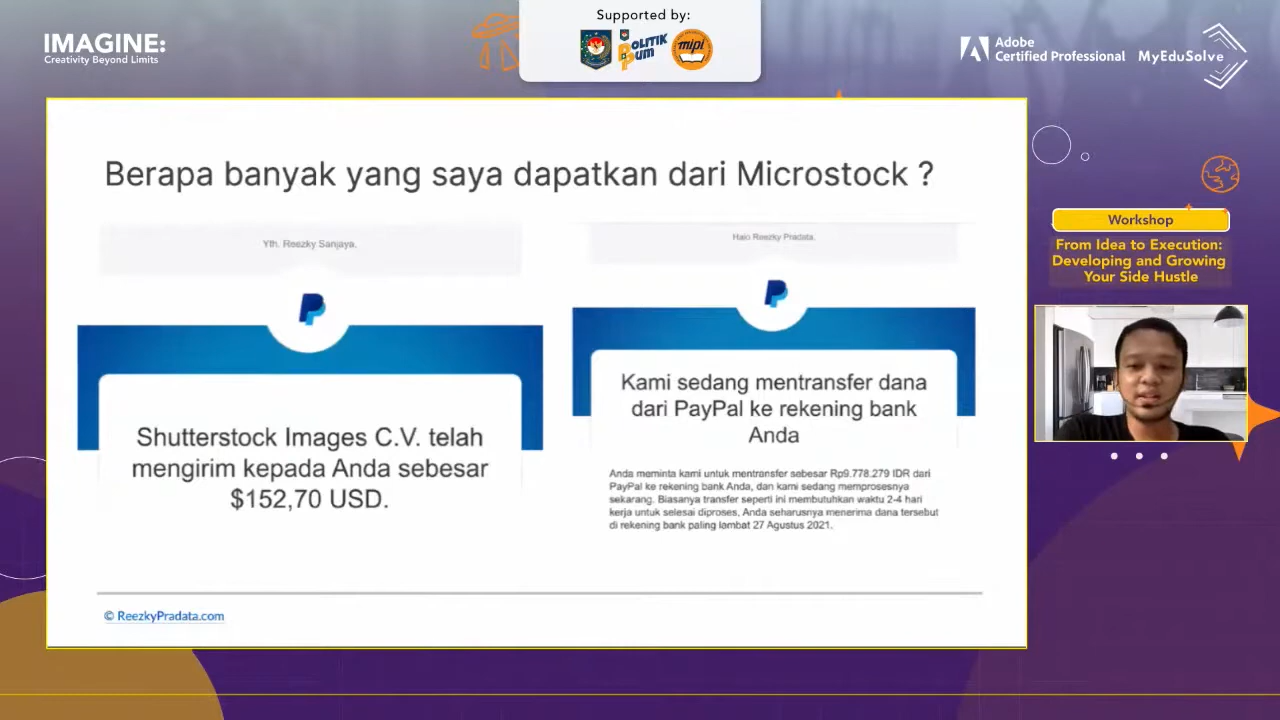 Supported by:
IMAGINE:
Creativity Beyond Limits
POLITIK
PUM
mipi
Adobe
Certified Professional
MyEduSolve
Berapa banyak yang saya dapatkan dari Microstock ?
Yth. Reezky Sanjaya,
Shutterstock Images C.V. telah
mengirim kepada Anda sebesar
$152,70 USD.
Halo Reezky Pradata,
Kami sedang mentransfer dana
dari PayPal ke rekening bank
Anda
Anda meminta kami untuk mentransfer sebesar Rp9.778.279 IDR dari
PayPal ke rekening bank Anda, dan kami sedang memprosesnya
sekarang. Biasanya transfer seperti ini membutuhkan waktu 2-4 hari
kerja untuk selesai diproses, Anda seharusnya menerima dana tersebut
di rekening bank paling lambat 27 Agustus 2021.
© ReezkyPradata.com
Workshop
From Idea to Execution:
Developing and Growing
Your Side Hustle